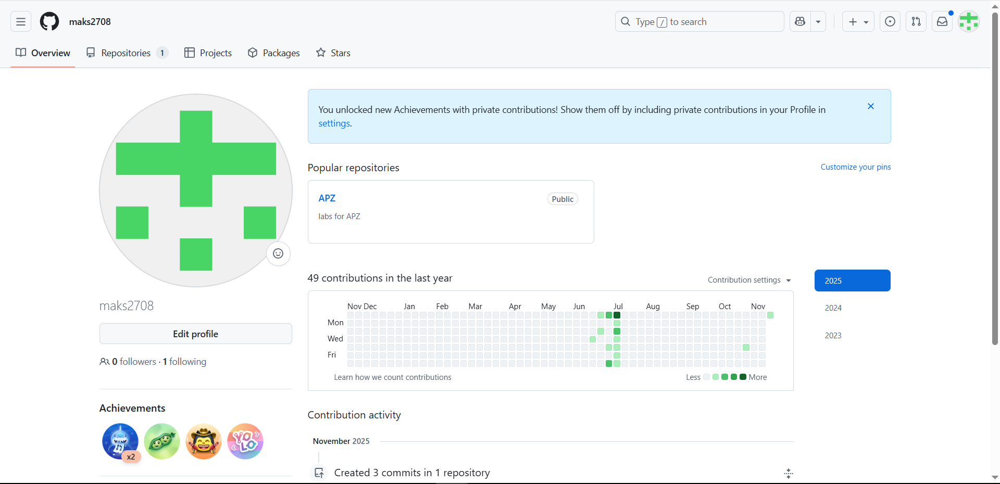 maks2708
Type / to search
Overview
Repositories 1
Projects
Packages
Stars
You unlocked new Achievements with private contributions! Show them off by including private contributions in your Profile in
settings.
Popular repositories
Customize your pins
APZ
Public
labs for APZ
49 contributions in the last year
Contribution settings
2025
2024
2023
Nov Dec Jan Feb Mar Apr May Jun Jul Aug Sep Oct Nov
Mon
Wed
Fri
Learn how we count contributions
Less
More
maks2708
Edit profile
0 followers · 1 following
Achievements
x2
YOLO
Contribution activity
November 2025
Created 3 commits in 1 repository